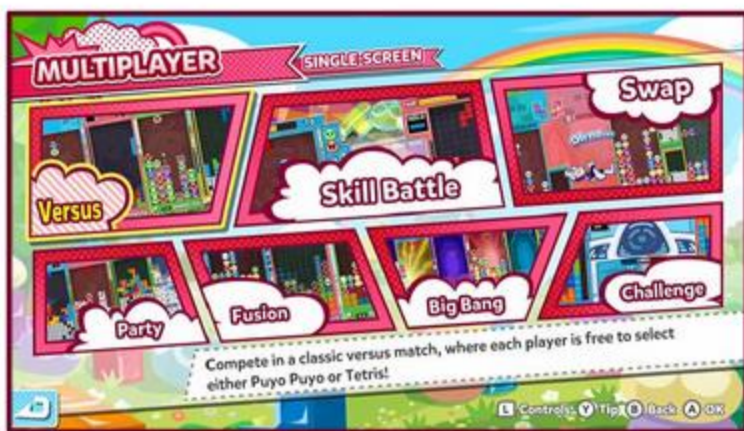 MULTIPLAYER
SINGLE-SCREEN
Versus
Skill Battle
Swap
Party
Fusion
Big Bang
Challenge
Compete in a classic versus match, where each player is free to select
either Puyo Puyo or Tetris!
L Controls Y Tip B Back A OK